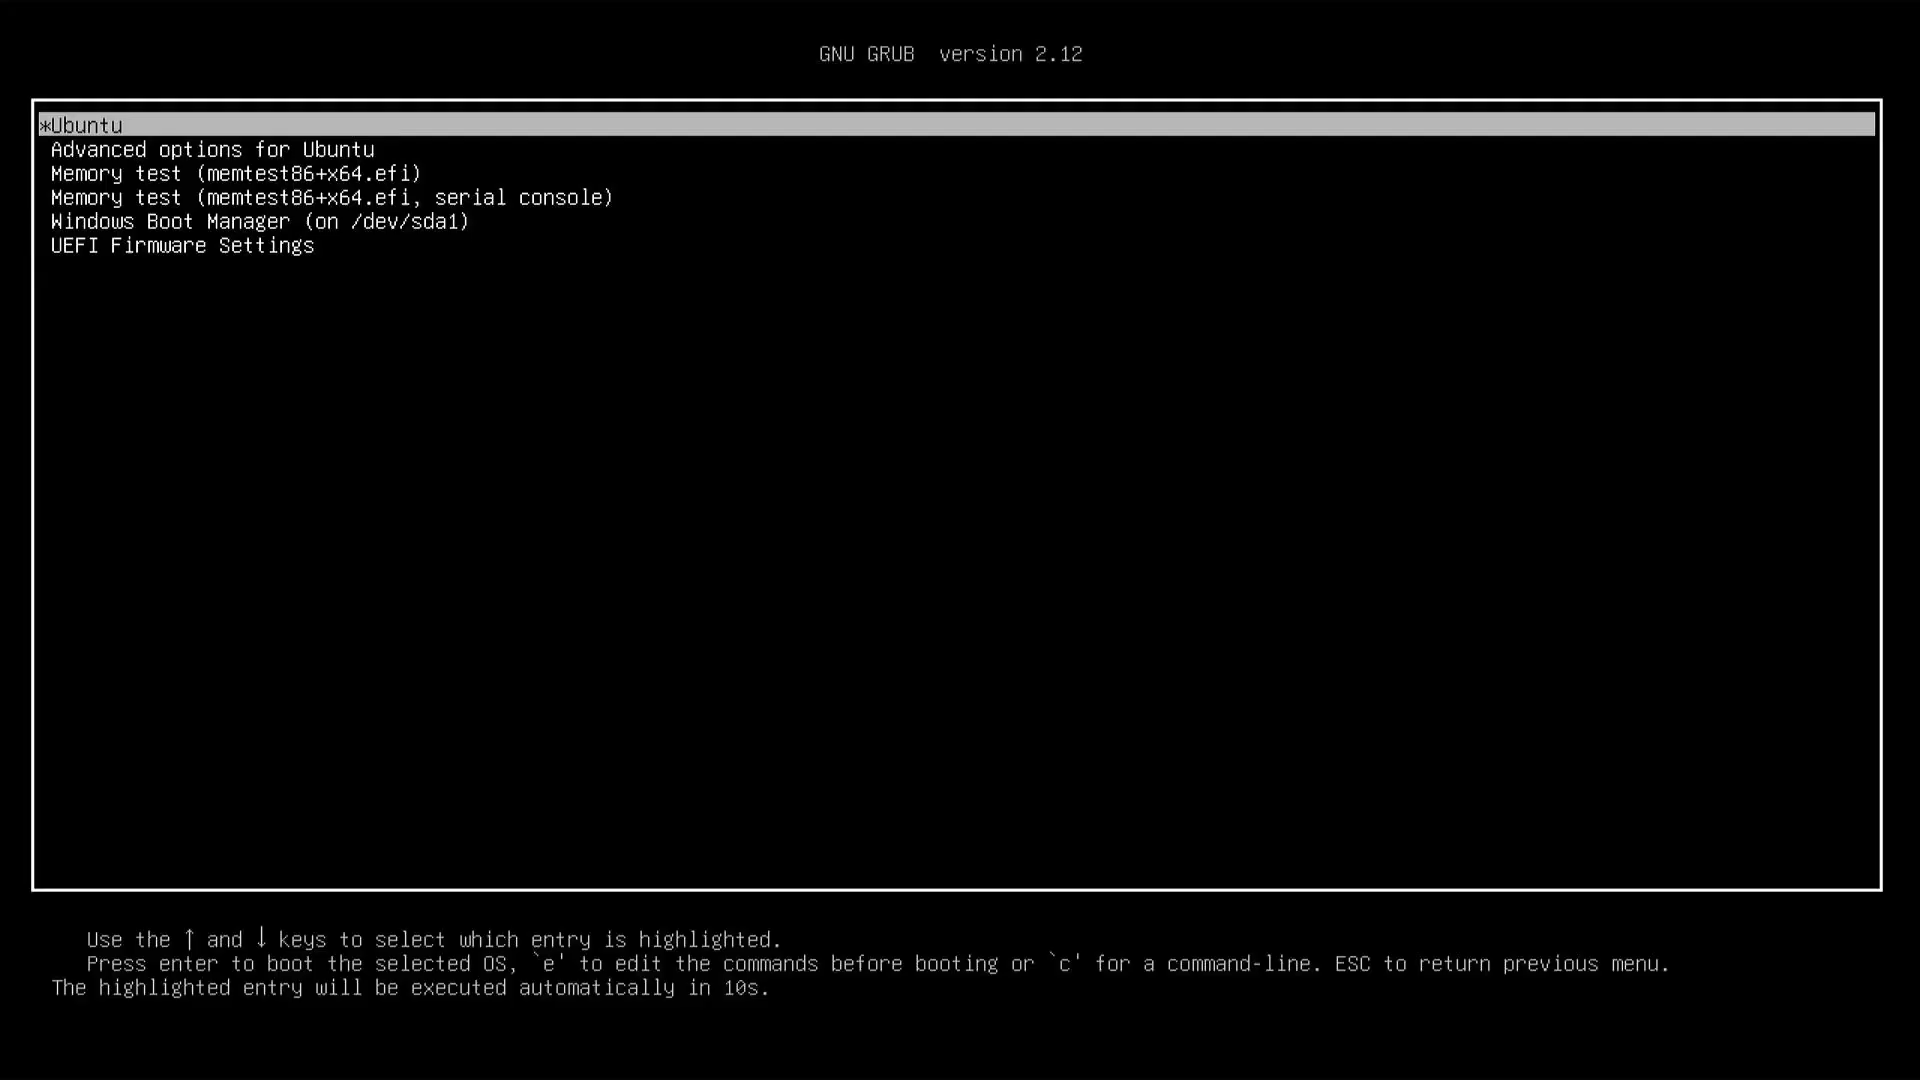 GNU GRUB  version 2.12
*Ubuntu
Advanced options for Ubuntu
Memory test (memtest86+x64.efi)
Memory test (memtest86+x64.efi, serial console)
Windows Boot Manager (on /dev/sda1)
UEFI Firmware Settings
Use the ↑ and ↓ keys to select which entry is highlighted.
Press enter to boot the selected OS, `e' to edit the commands before booting or `c' for a command-line. ESC to return previous menu.
The highlighted entry will be executed automatically in 10s.